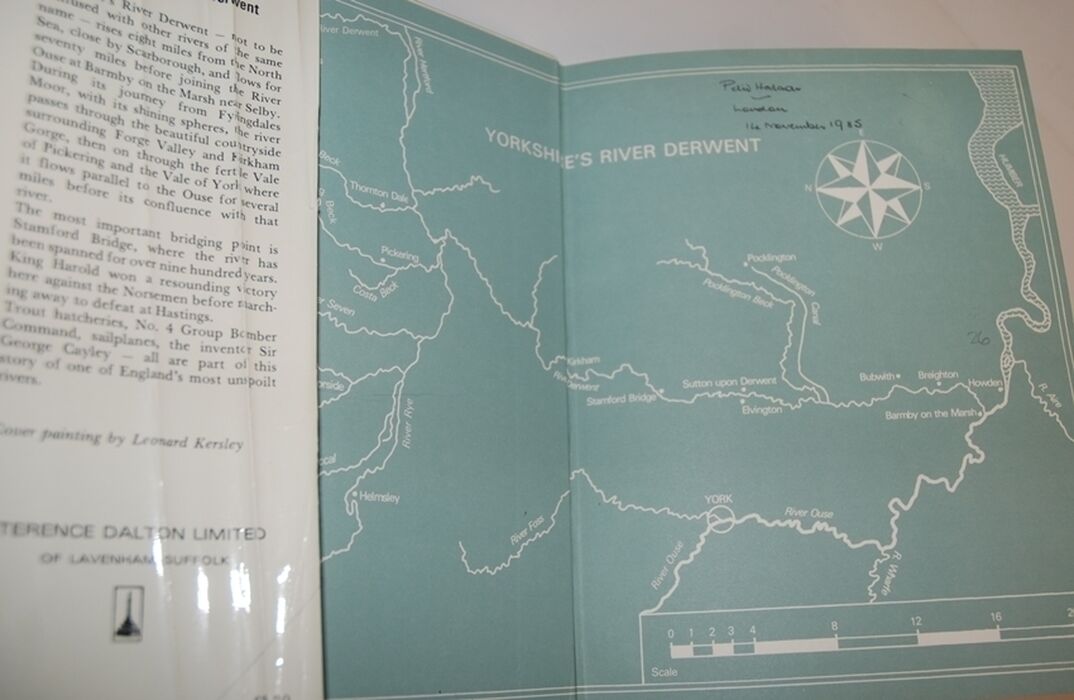 's River Derwent — not to be
fused with other rivers of the same
name — rises eight miles from the North
Sea, close by Scarborough, and flows for
seventy miles before joining the River
Ouse at Barmby on the Marsh near Selby.
During its journey from Fylingdales
Moor, with its shining spheres, the river
passes through the beautiful countryside
surrounding Forge Valley and Kirkham
Gorge, then on through the fertile Vale
of Pickering and the Vale of York where
it flows parallel to the Ouse for several
miles before its confluence with that
river.
The most important bridging point is
Stamford Bridge, where the river has
been spanned for over nine hundred years.
King Harold won a resounding victory
here against the Norsemen before march-
ing away to defeat at Hastings.
Trout hatcheries, No. 4 Group Bomber
Command, sailplanes, the inventor Sir
George Cayley — all are part of this
story of one of England's most unspoilt
rivers.
Cover painting by Leonard Kersley
TERENCE DALTON LIMITED
OF LAVENHAM SUFFOLK
River Derwent
River Hertford
Beck
Thornton Dale
Beck
Pickering
Costa Beck
er Seven
River Rye
Helmsley
London
14 November 1985
YORKSHIRE'S RIVER DERWENT
N
S
W
HUMBER
Pocklington
Pocklington Canal
Pocklington Beck
26
Kirkham
River Derwent
Stamford Bridge
Sutton upon Derwent
Elvington
Bubwith
Breighton
Howden
Barmby on the Marsh
R. Aire
YORK
River Ouse
River Foss
River Ouse
R. Wharfe
0 1 2 3 4 8 12 16
Scale